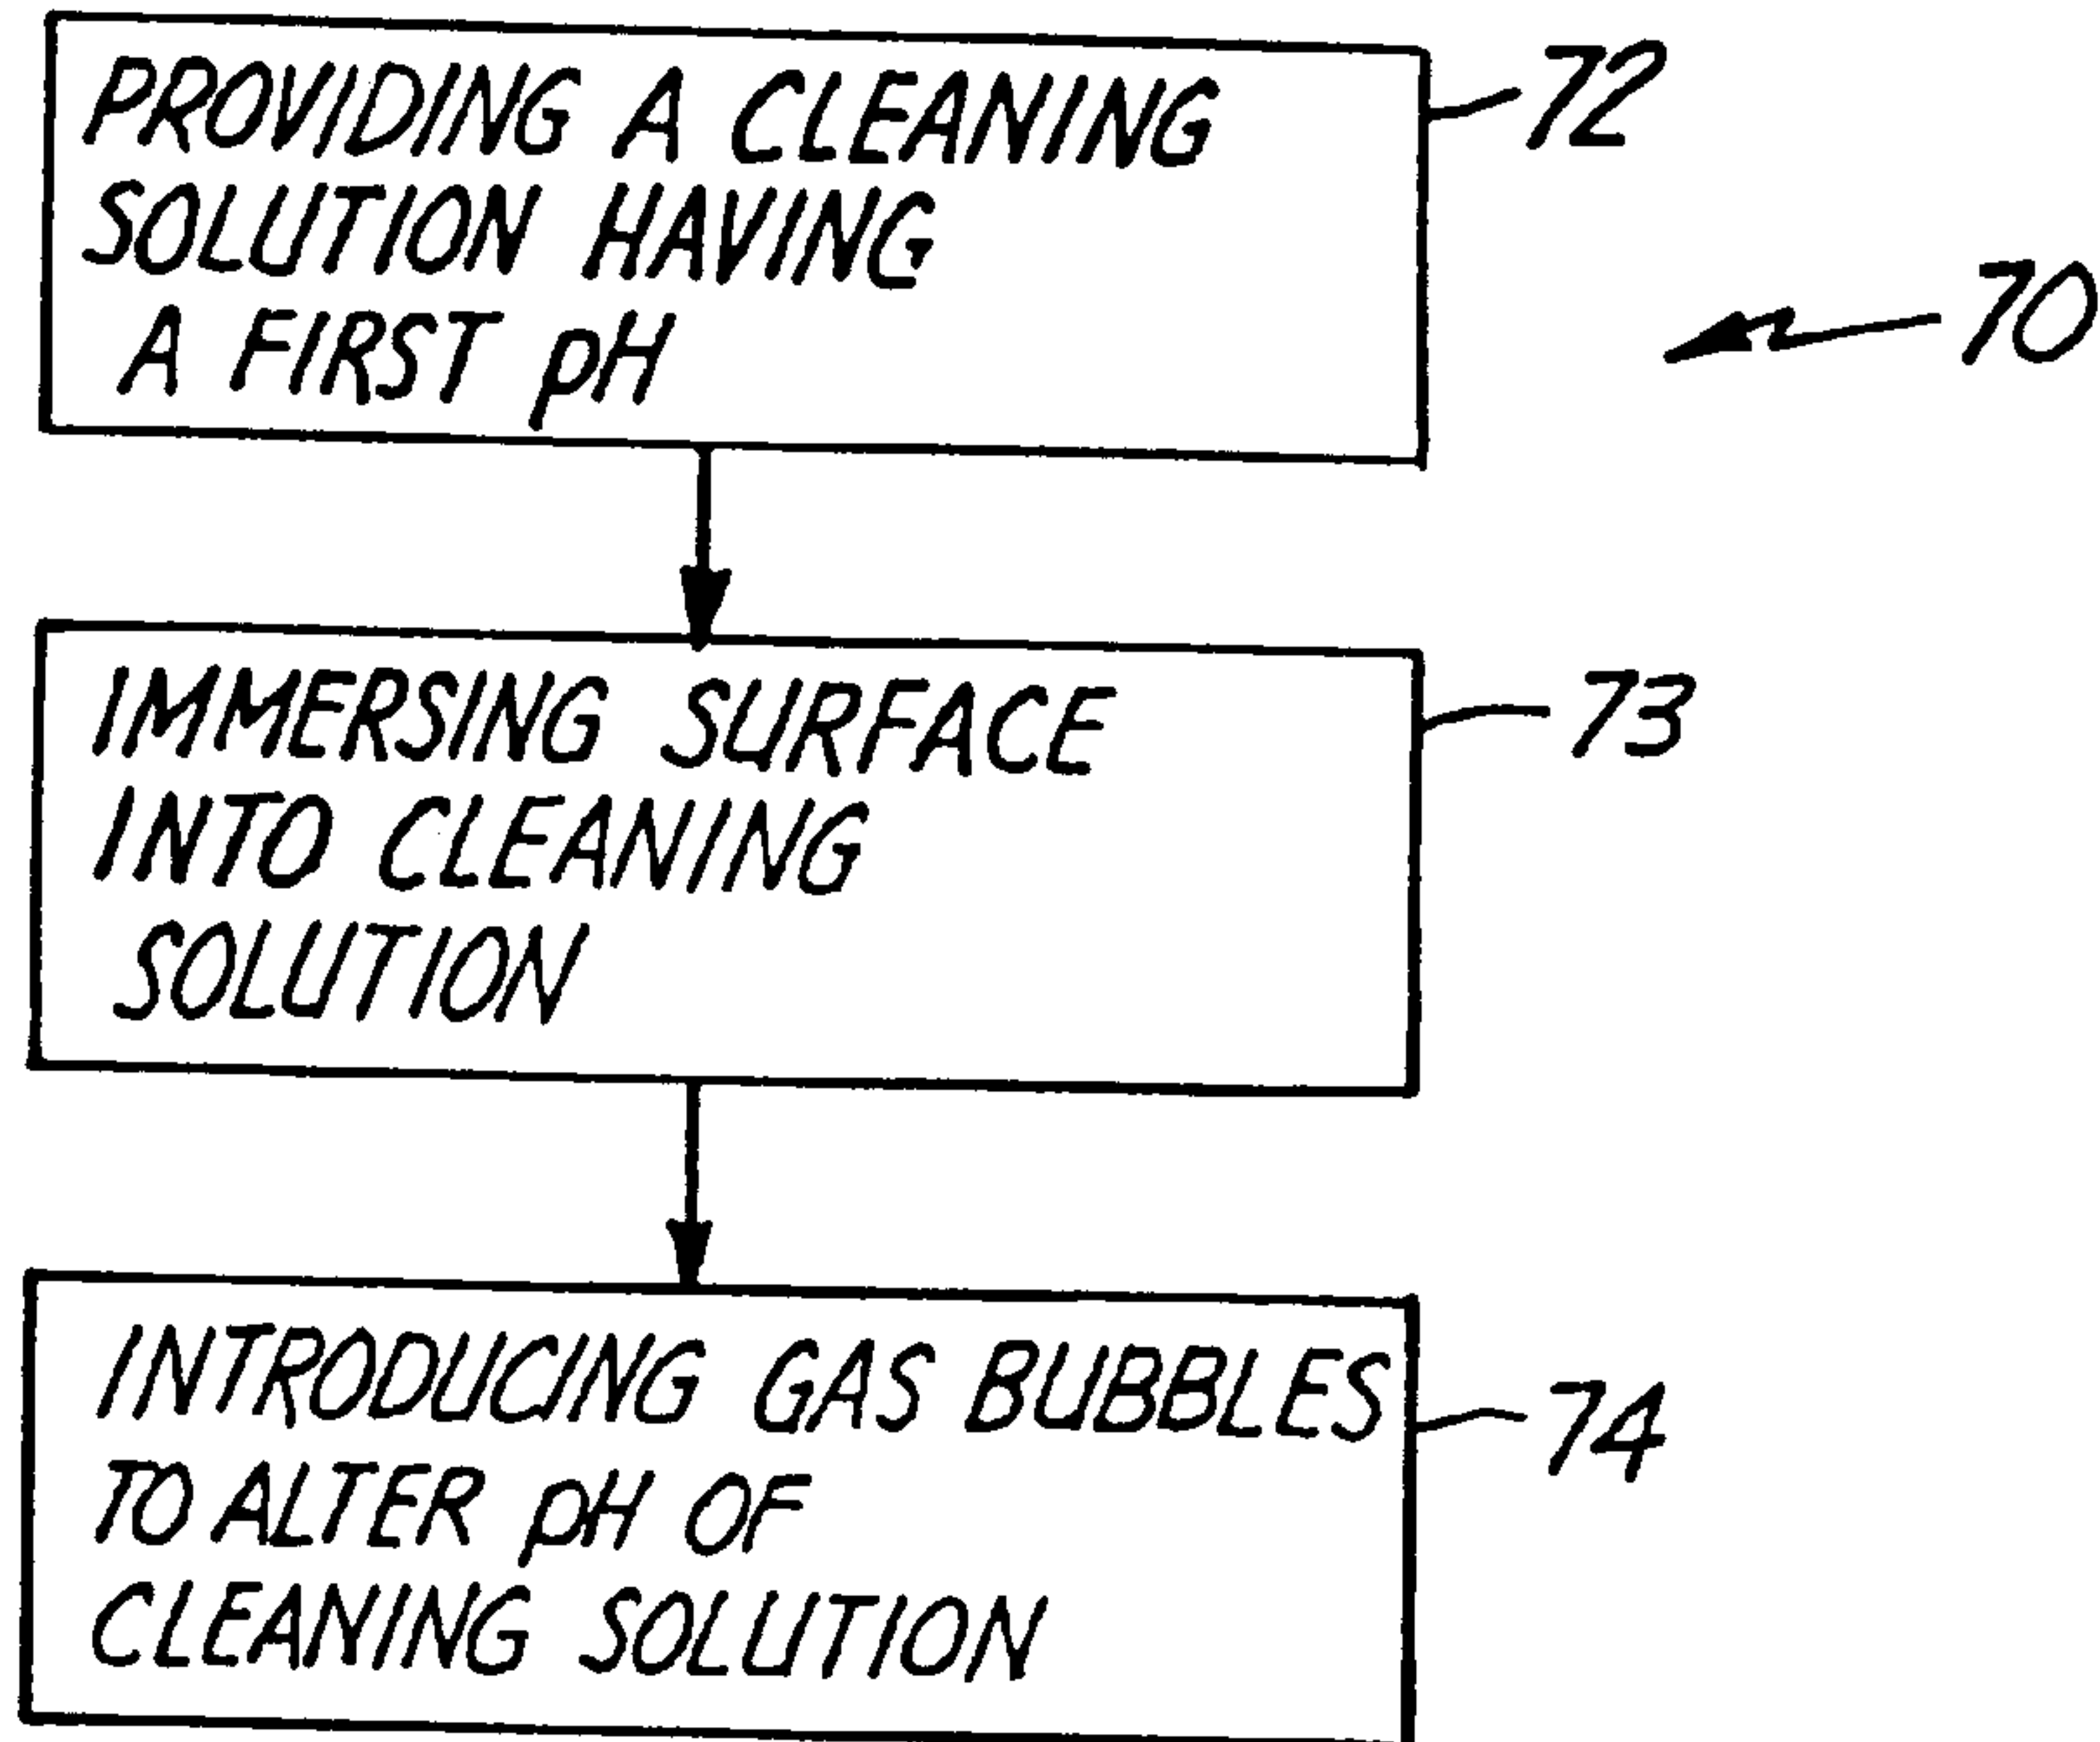 PROVIDING A CLEANING
SOLUTION HAVING
A FIRST pH
72
70
IMMERSING SURFACE
INTO CLEANING
SOLUTION
73
INTRODUCING GAS BUBBLES
TO ALTER pH OF
CLEANING SOLUTION
74